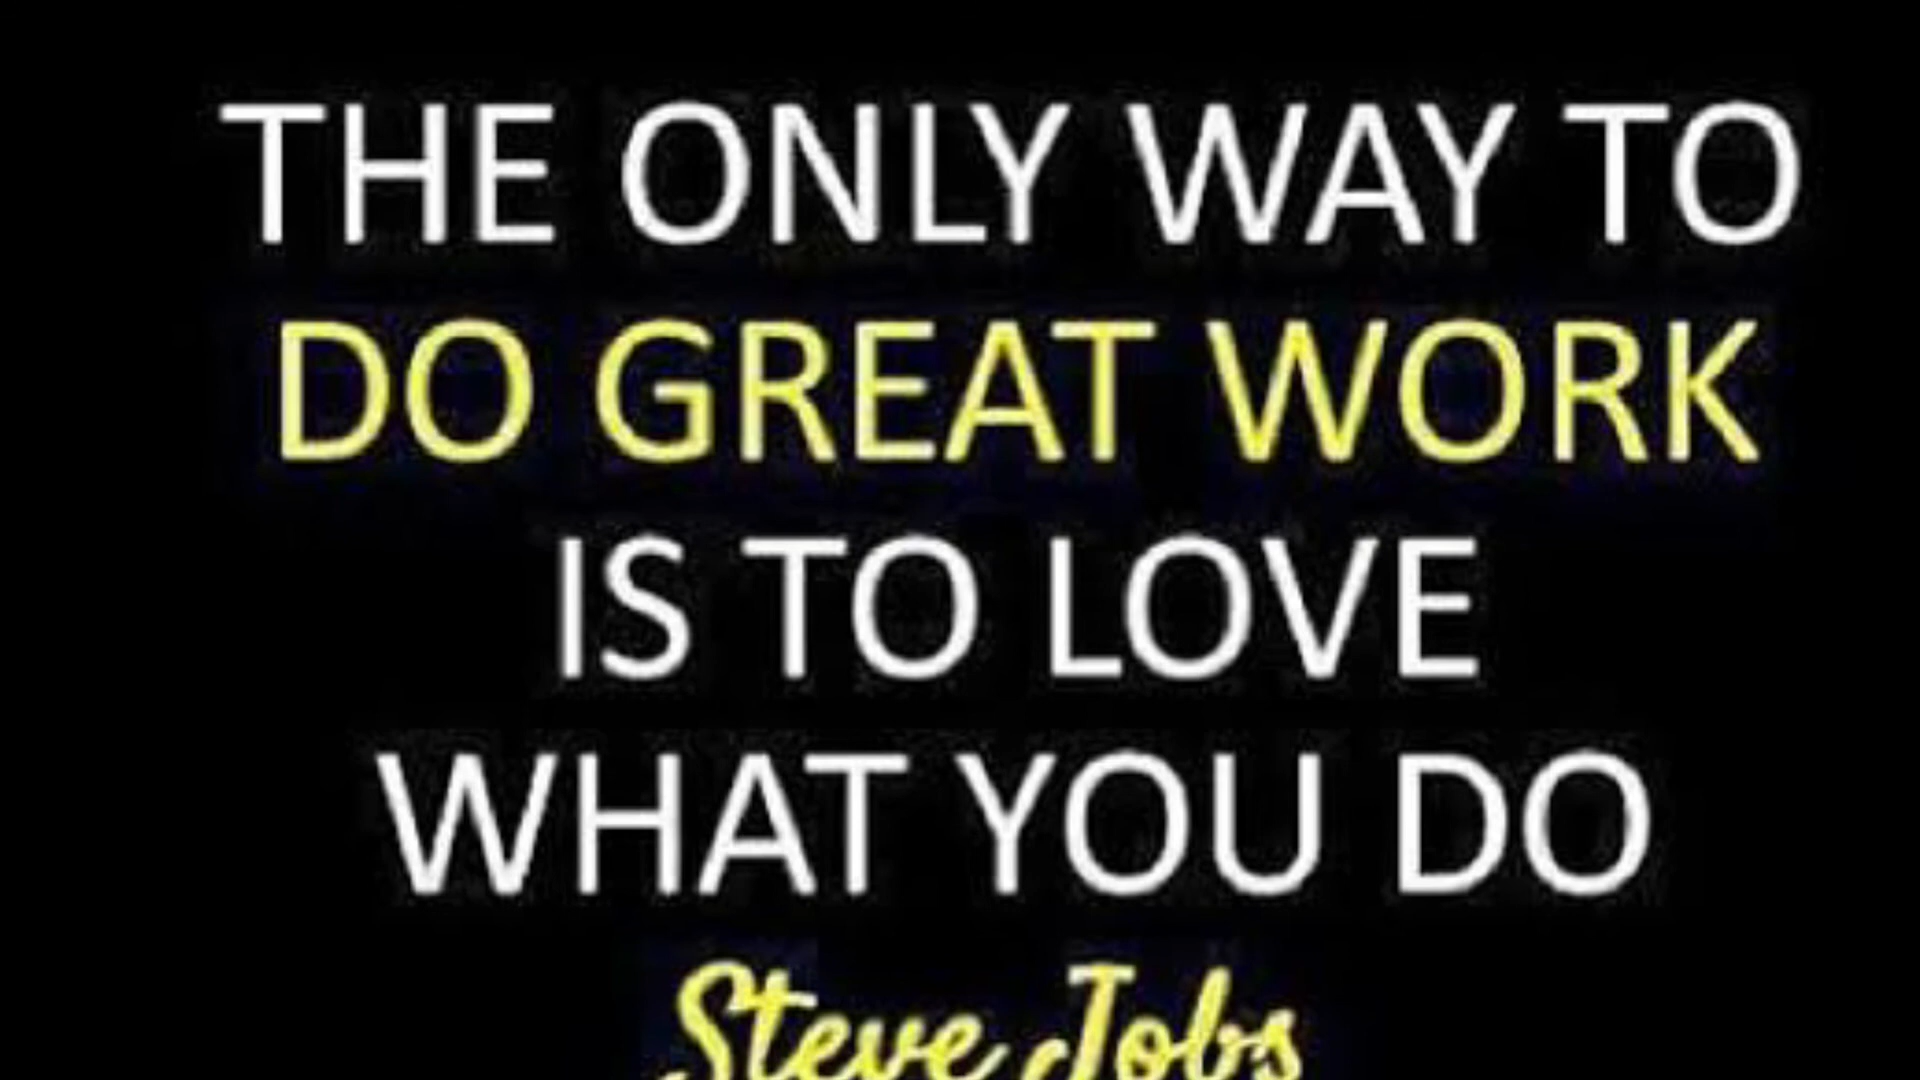 THE ONLY WAY TO
DO GREAT WORK
IS TO LOVE
WHAT YOU DO
Steve Jobs